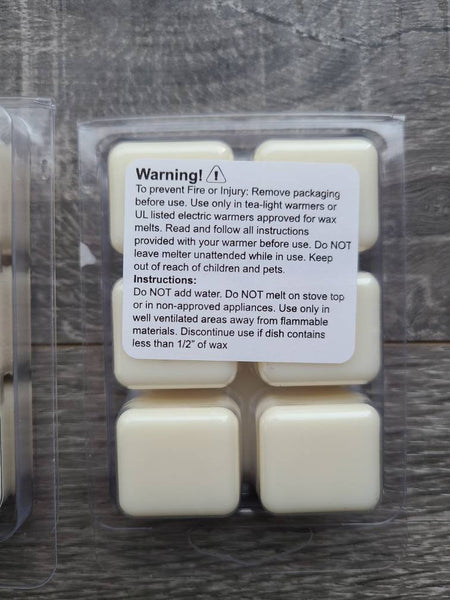 Warning! ⚠
To prevent Fire or Injury: Remove packaging
before use. Use only in tea-light warmers or
UL listed electric warmers approved for wax
melts. Read and follow all instructions
provided with your warmer before use. Do NOT
leave melter unattended while in use. Keep
out of reach of children and pets.
Instructions:
Do NOT add water. Do NOT melt on stove top
or in non-approved appliances. Use only in
well ventilated areas away from flammable
materials. Discontinue use if dish contains
less than 1/2" of wax